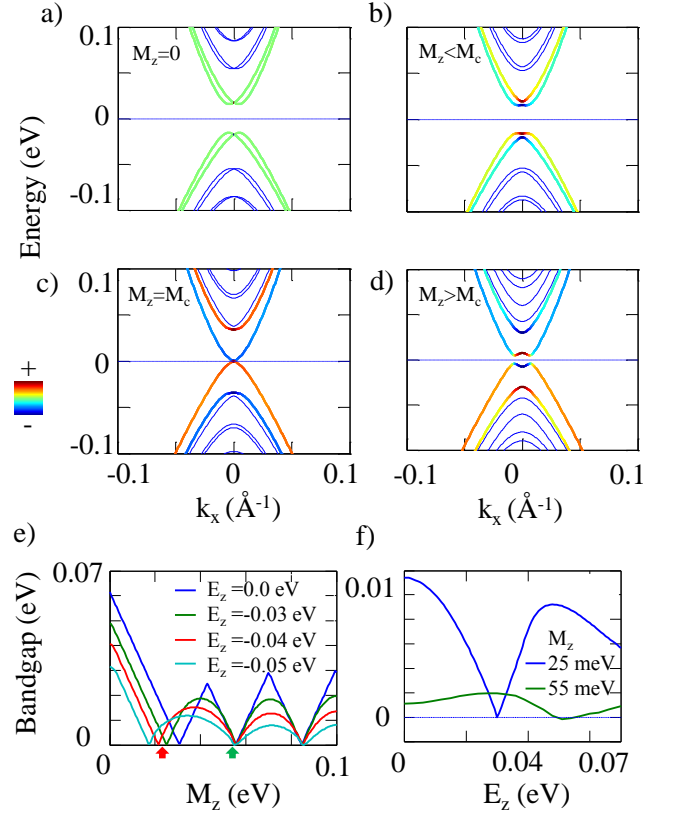 a)
b)
0.1
0
-0.1
M_z=0
M_z<M_c
Energy (eV)
c)
d)
0.1
0
-0.1
M_z=M_c
M_z>M_c
+
-
-0.1 0 0.1
-0.1 0 0.1
k_x (Å⁻¹)
k_x (Å⁻¹)
e)
f)
0.07
0
Bandgap (eV)
E_z =0.0 eV
E_z =-0.03 eV
E_z =-0.04 eV
E_z =-0.05 eV
0 0.1
M_z (eV)
0.01
0
M_z
25 meV
55 meV
0 0.04 0.07
E_z (eV)